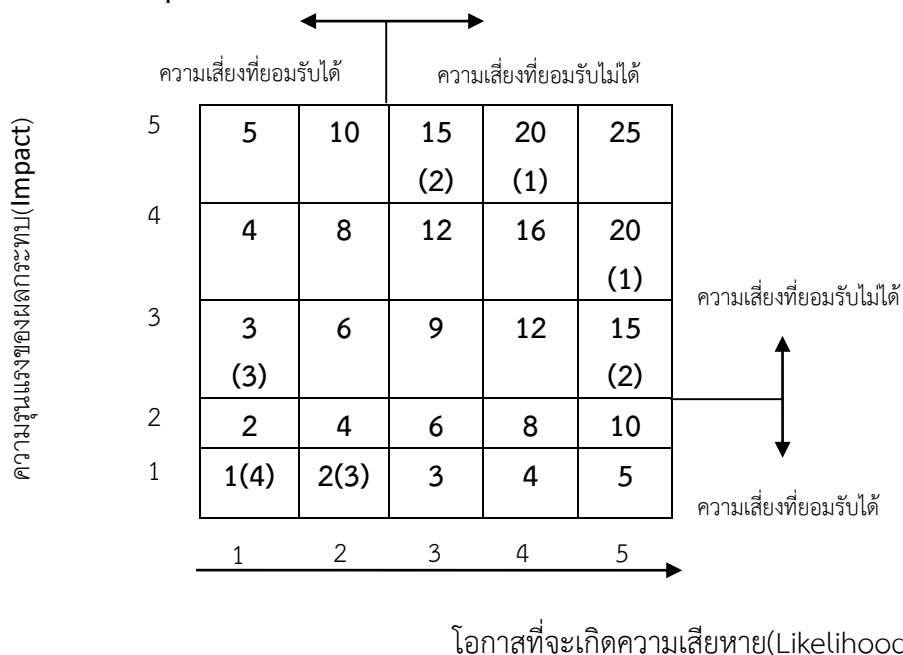 ความเสี่ยงที่ยอมรับได้ ความเสี่ยงที่ยอมรับไม่ได้
ความรุนแรงของผลกระทบ(Impact)
5 5 10 15 20 25
(2) (1)
4 4 8 12 16 20
(1)
ความเสี่ยงที่ยอมรับไม่ได้
3 3 6 9 12 15
(3) (2)
2 2 4 6 8 10
1 1(4) 2(3) 3 4 5
ความเสี่ยงที่ยอมรับได้
1 2 3 4 5
โอกาสที่จะเกิดความเสียหาย(Likelihood